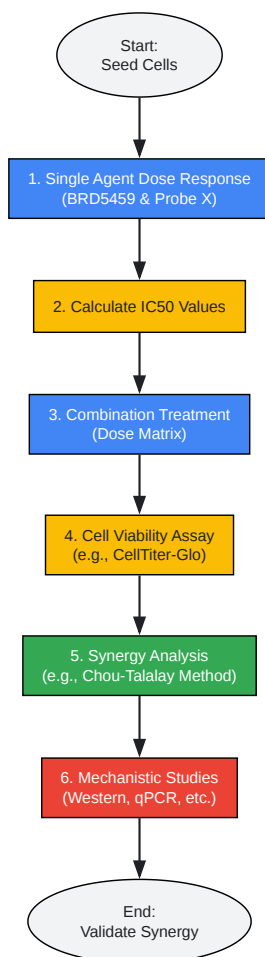 Start:
Seed Cells
1. Single Agent Dose Response
(BRD5459 & Probe X)
2. Calculate IC50 Values
3. Combination Treatment
(Dose Matrix)
4. Cell Viability Assay
(e.g., CellTiter-Glo)
5. Synergy Analysis
(e.g., Chou-Talalay Method)
6. Mechanistic Studies
(Western, qPCR, etc.)
End:
Validate Synergy